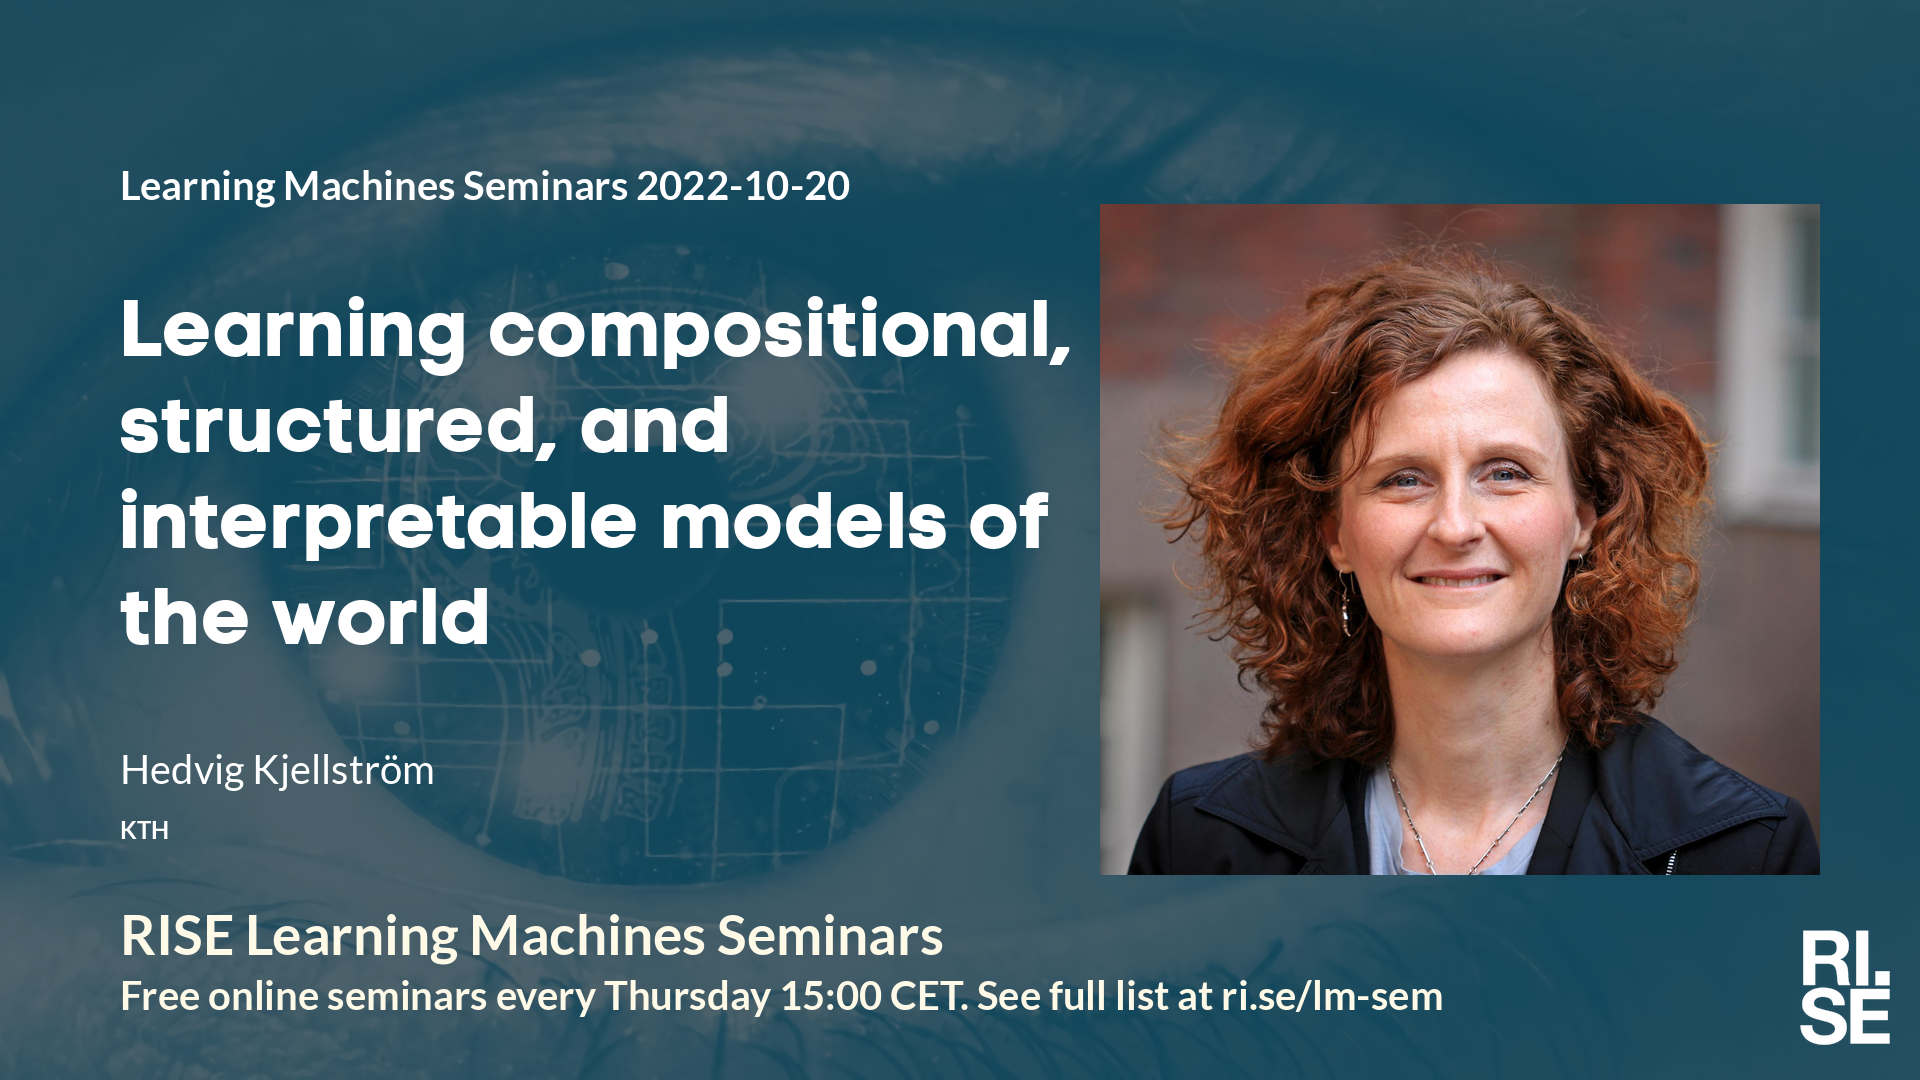 Learning Machines Seminars 2022-10-20
Learning compositional,
structured, and
interpretable models of
the world
Hedvig Kjellström
KTH
RISE Learning Machines Seminars
Free online seminars every Thursday 15:00 CET. See full list at ri.se/lm-sem
RI.
SE